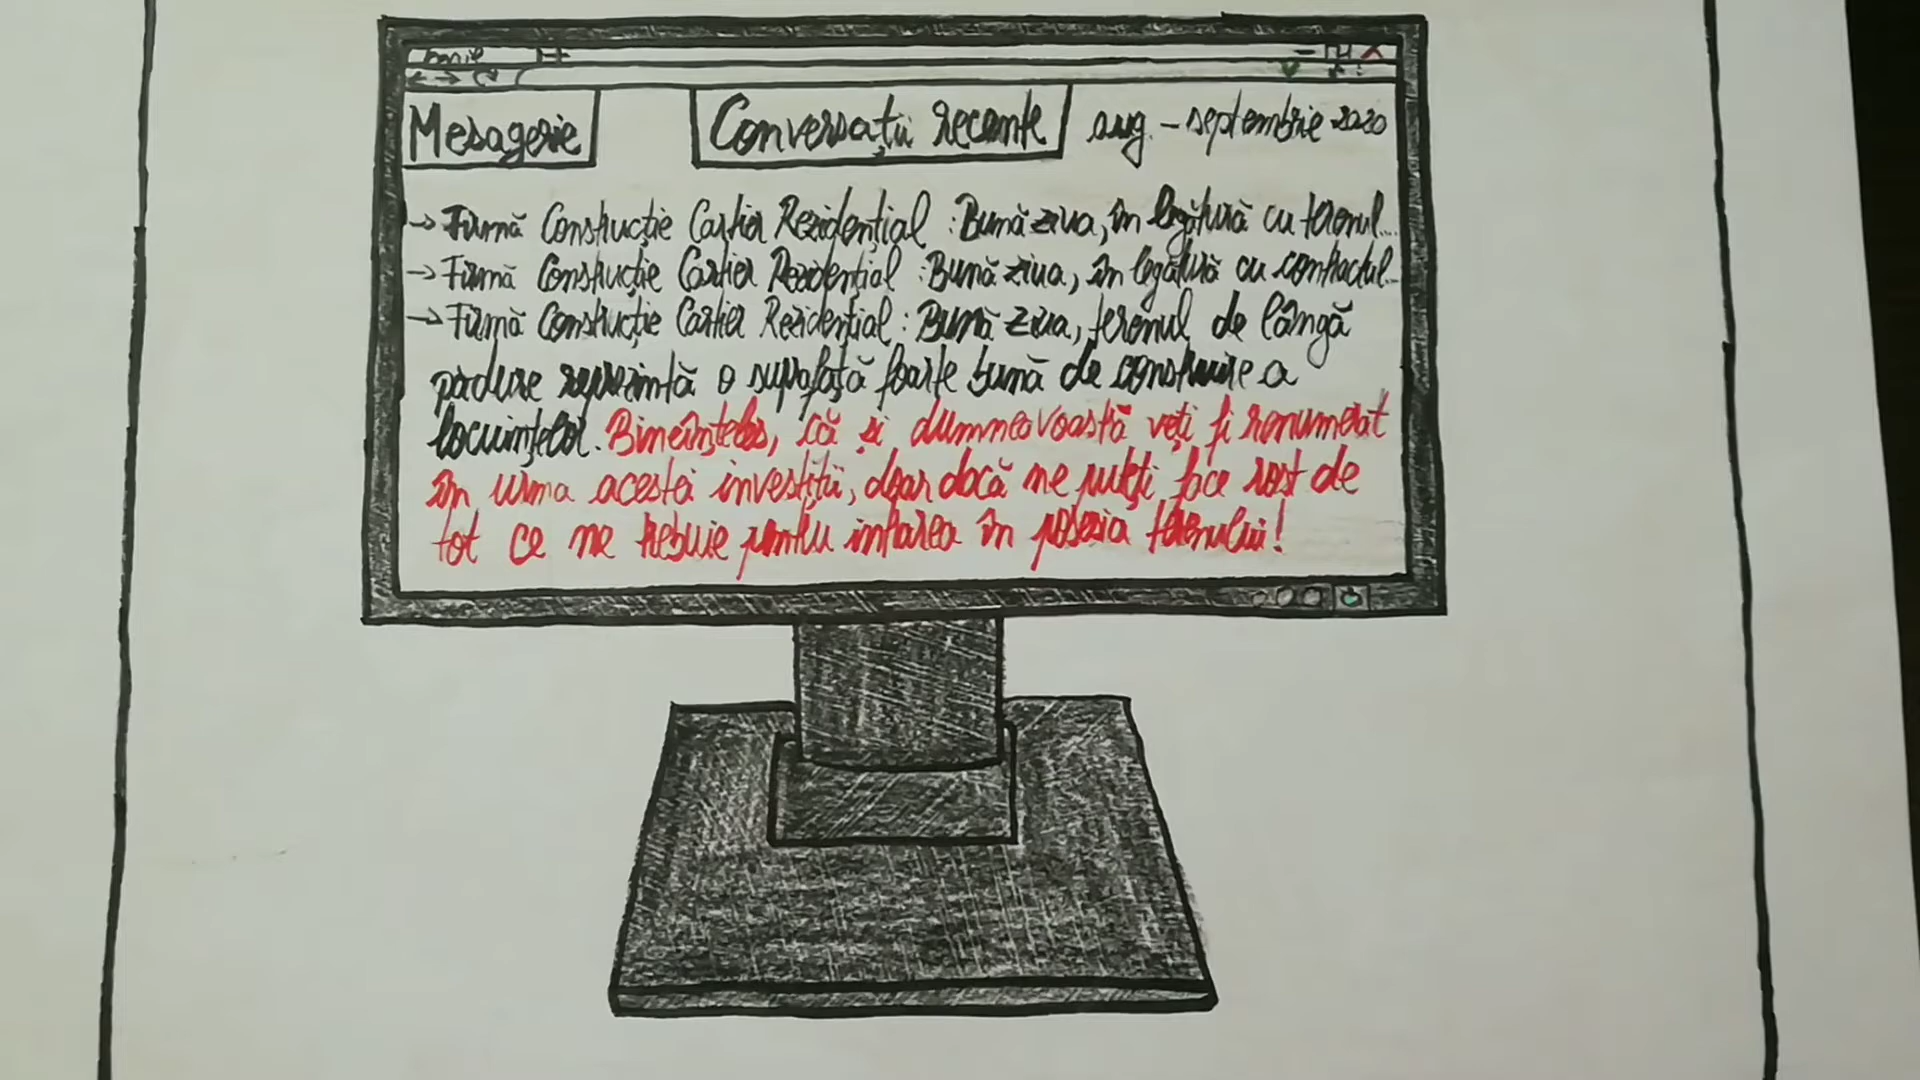 Mesagerie
Conversații recente aug. - septembrie 2020
→ Firmă Construcție Cartier Rezidențial : Bună ziua, în legătură cu terenul...
→ Firmă Construcție Cartier Rezidențial : Bună ziua, în legătură cu contractul...
→ Firmă Construcție Cartier Rezidențial : Bună ziua, terenul de lângă
pădure reprezintă o suprafață foarte bună de construire a
locuințelor. Bineînțeles, că și dumneavoastă veți fi renumerat
în urma acestei investiții, doar dacă ne puteți face rost de
tot ce ne trebuie pentru intrarea în posesia terenului!